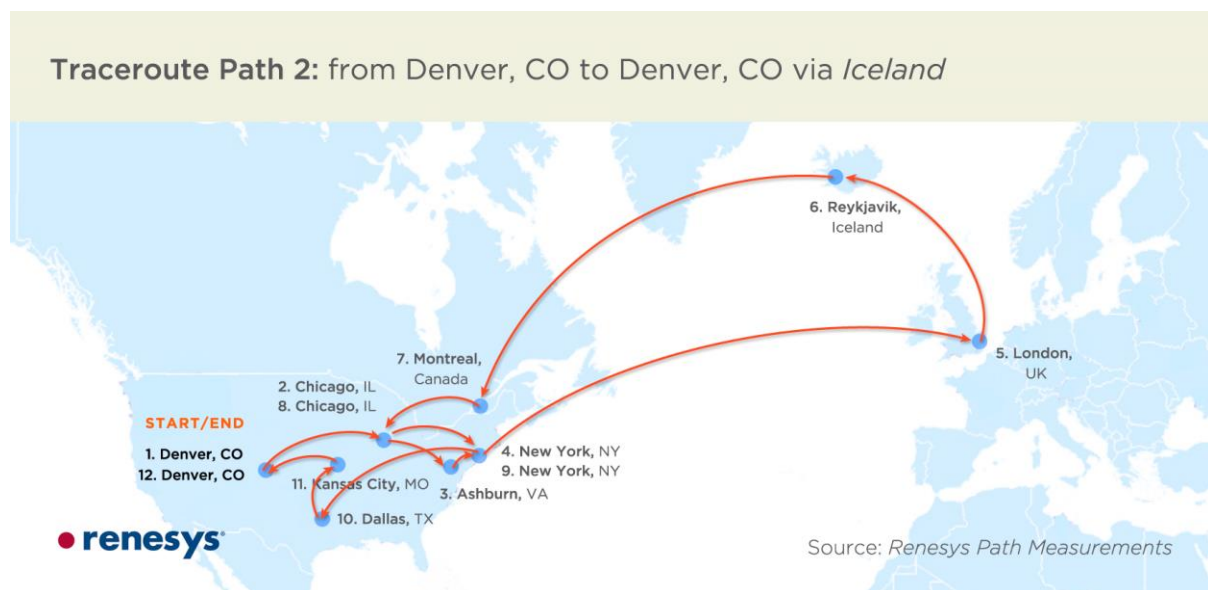 Traceroute Path 2: from Denver, CO to Denver, CO via Iceland
6. Reykjavik,
Iceland
7. Montreal,
Canada
5. London,
UK
2. Chicago, IL
8. Chicago, IL
START/END
1. Denver, CO
12. Denver, CO
4. New York, NY
9. New York, NY
11. Kansas City, MO
3. Ashburn, VA
10. Dallas, TX
renesys
Source: Renesys Path Measurements